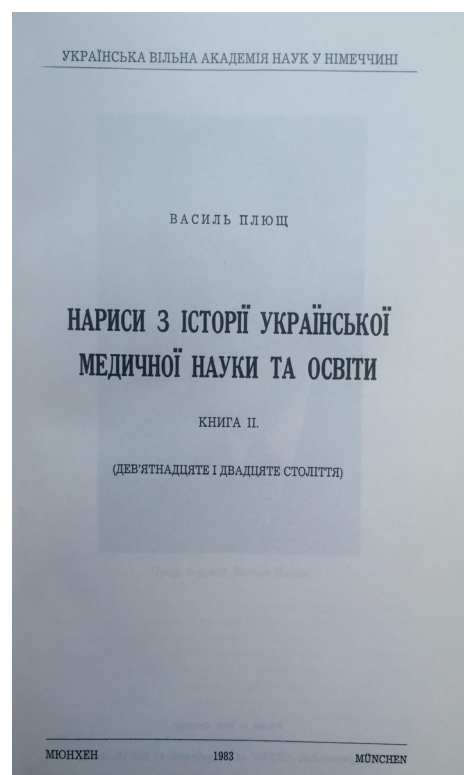 УКРАЇНСЬКА ВІЛЬНА АКАДЕМІЯ НАУК У НІМЕЧЧИНІ
ВАСИЛЬ ПЛЮЩ
НАРИСИ З ІСТОРІЇ УКРАЇНСЬКОЇ
МЕДИЧНОЇ НАУКИ ТА ОСВІТИ
КНИГА II.
(ДЕВ'ЯТНАДЦЯТЕ І ДВАДЦЯТЕ СТОЛІТТЯ)
МЮНХЕН 1983 MÜNCHEN